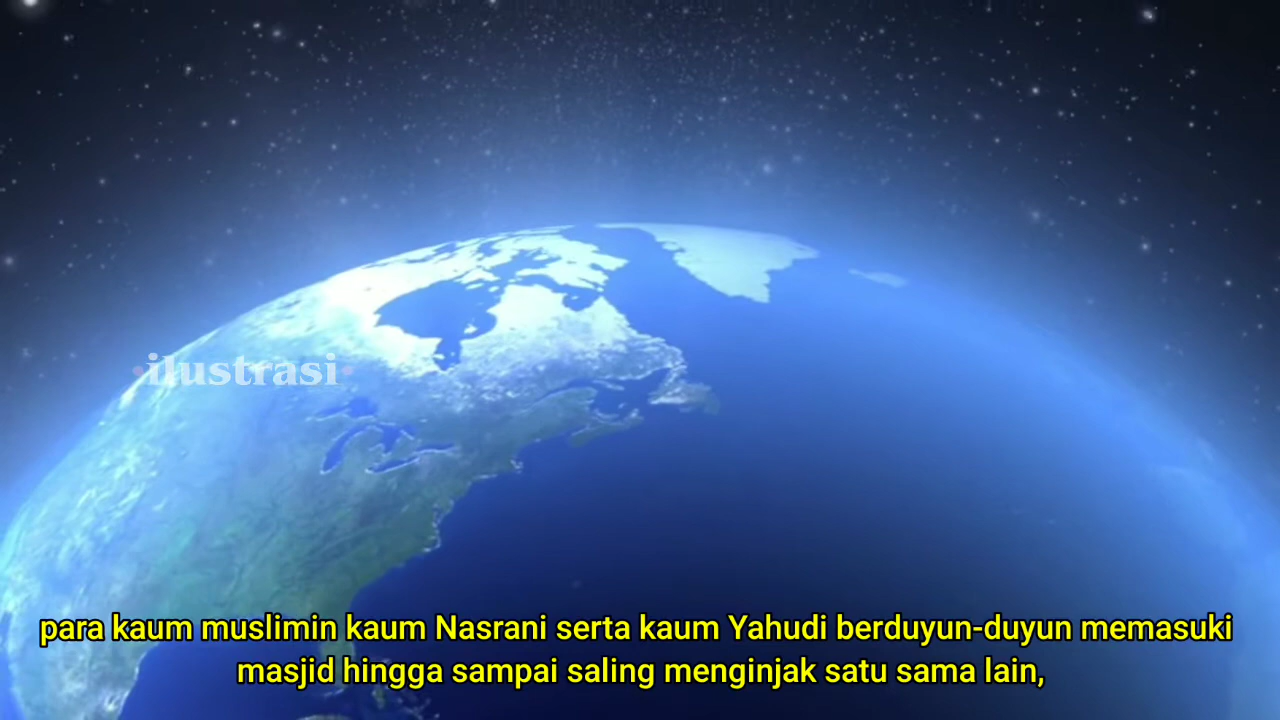 •ilustrasi•
para kaum muslimin kaum Nasrani serta kaum Yahudi berduyun-duyun memasuki
masjid hingga sampai saling menginjak satu sama lain,